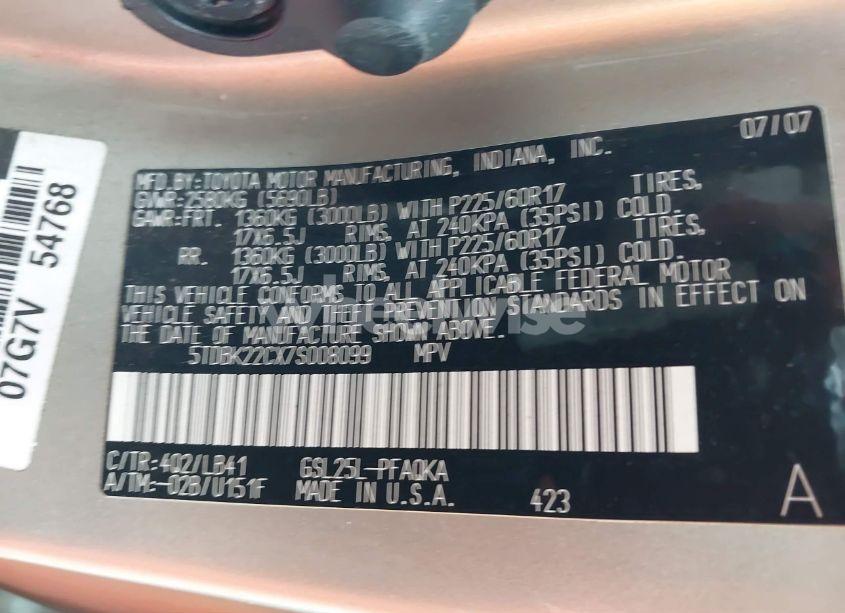 07/07
MFD.BY:TOYOTA MOTOR MANUFACTURING, INDIANA, INC.
GVWR:2580KG (5690LB)
GAWR:FRT. 1360KG (3000LB) WITH P225/60R17 TIRES,
17X6.5J RIMS, AT 240KPA (35PSI) COLD.
RR. 1360KG (3000LB) WITH P225/60R17 TIRES,
17X6.5J RIMS, AT 240KPA (35PSI) COLD.
THIS VEHICLE CONFORMS TO ALL APPLICABLE FEDERAL MOTOR
VEHICLE SAFETY AND THEFT PREVENTION STANDARDS IN EFFECT ON
THE DATE OF MANUFACTURE SHOWN ABOVE.
5TDBK22CX7S008099 MPV
C/TR:402/LB41 GSL25L-PFAQKA
A/TM:-02B/U151F MADE IN U.S.A. 423 A
07G7V 54768